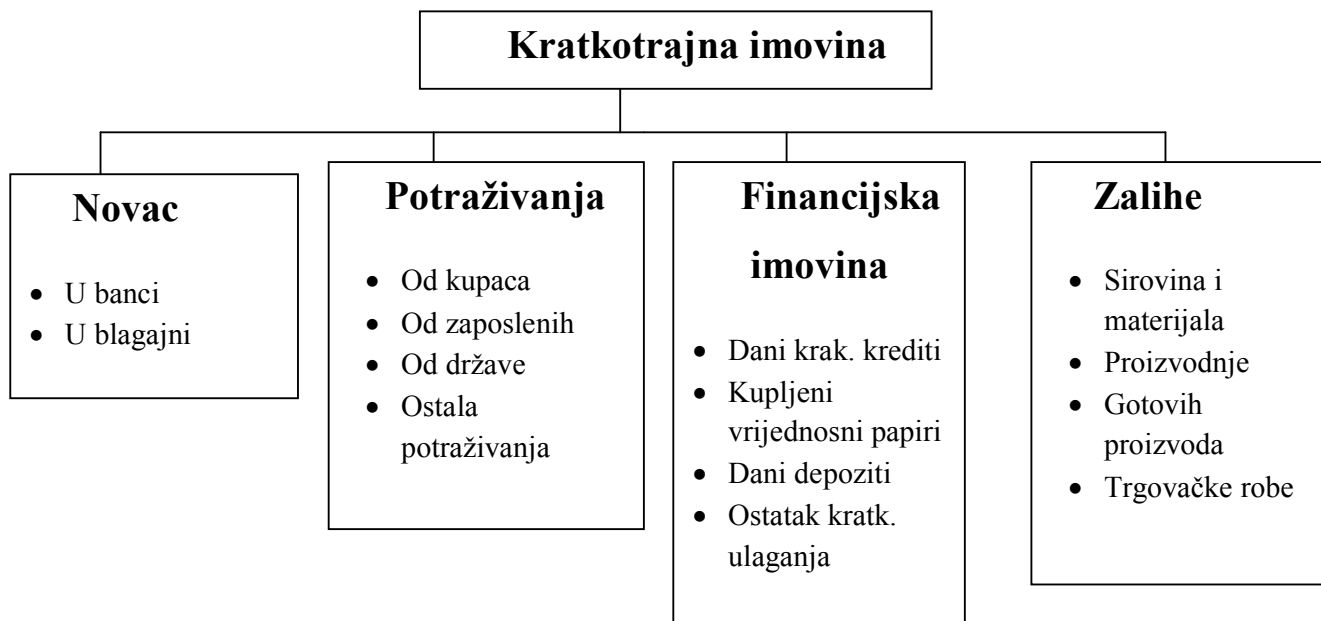 Kratkotrajna imovina
Novac
• U banci
• U blagajni
Potraživanja
• Od kupaca
• Od zaposlenih
• Od države
• Ostala
potraživanja
Financijska
imovina
• Dani krak. krediti
• Kupljeni
vrijednosni papiri
• Dani depoziti
• Ostatak kratk.
ulaganja
Zalihe
• Sirovina i
materijala
• Proizvodnje
• Gotovih
proizvoda
• Trgovačke robe